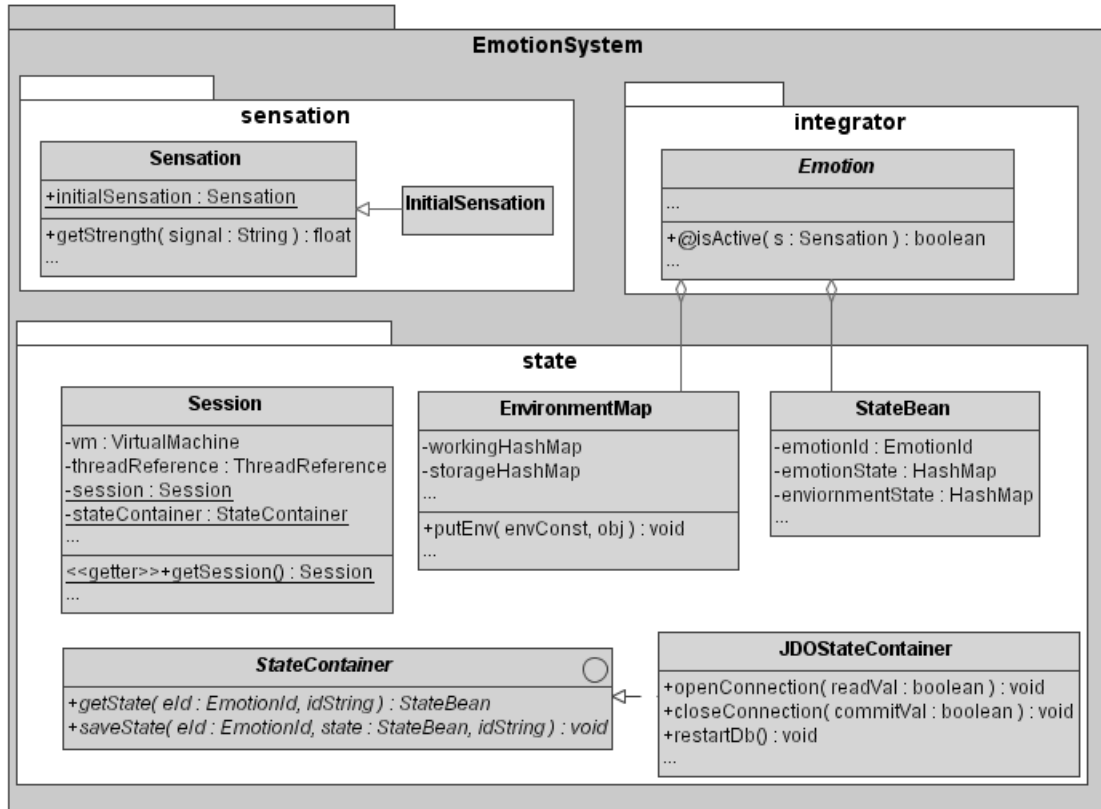 EmotionSystem
sensation
Sensation
+initialSensation : Sensation
+getStrength( signal : String ) : float
...
InitialSensation
integrator
Emotion
...
+@isActive( s : Sensation ) : boolean
...
state
Session
-vm : VirtualMachine
-threadReference : ThreadReference
-session : Session
-stateContainer : StateContainer
...
<<getter>>+getSession() : Session
...
EnvironmentMap
-workingHashMap
-storageHashMap
...
+putEnv( envConst, obj ) : void
...
StateBean
-emotionId : EmotionId
-emotionState : HashMap
-enviornmentState : HashMap
...
StateContainer
+getState( eId : EmotionId, idString ) : StateBean
+saveState( eId : EmotionId, state : StateBean, idString ) : void
JDOStateContainer
+openConnection( readVal : boolean ) : void
+closeConnection( commitVal : boolean ) : void
+restartDb() : void
...